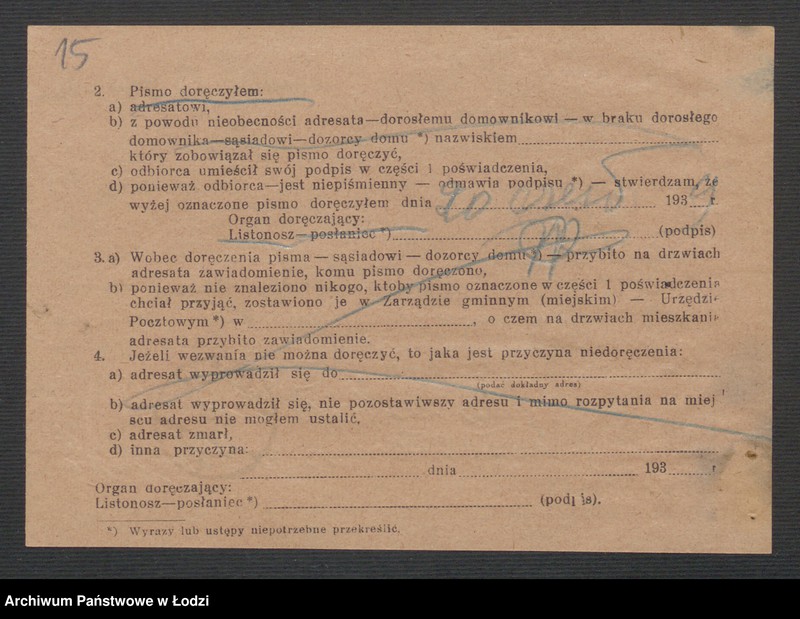 15
2. Pismo doręczyłem:
a) adresatowi,
b) z powodu nieobecności adresata—dorosłemu domownikowi — w braku dorosłego
domownika—sąsiadowi—dozorcy domu *) nazwiskiem
który zobowiązał się pismo doręczyć,
c) odbiorca umieścił swój podpis w części 1 poświadczenia,
d) ponieważ odbiorca—jest niepiśmienny — odmawia podpisu *) — stwierdzam, że
wyżej oznaczone pismo doręczyłem dnia 20 193 9 r.
Organ doręczający:
Listonosz—posłaniec *) (podpis)
3. a) Wobec doręczenia pisma — sąsiadowi — dozorcy domu *) — przybito na drzwiach
adresata zawiadomienie, komu pismo doręczono,
b) ponieważ nie znaleziono nikogo, ktoby pismo oznaczone w części 1 poświadczenia
chciał przyjąć, zostawiono je w Zarządzie gminnym (miejskim) — Urzędzi
Pocztowym *) w , o czem na drzwiach mieszkani
adresata przybito zawiadomienie.
4. Jeżeli wezwania nie można doręczyć, to jaka jest przyczyna niedoręczenia:
a) adresat wyprowadził się do
(podać dokładny adres)
b) adresat wyprowadził się, nie pozostawiwszy adresu i mimo rozpytania na miej
scu adresu nie mogłem ustalić,
c) adresat zmarł,
d) inna przyczyna:
dnia 193 r
Organ doręczający:
Listonosz—posłaniec *) (podpis).
*) Wyrazy lub ustępy niepotrzebne przekreślić.
Archiwum Państwowe w Łodzi